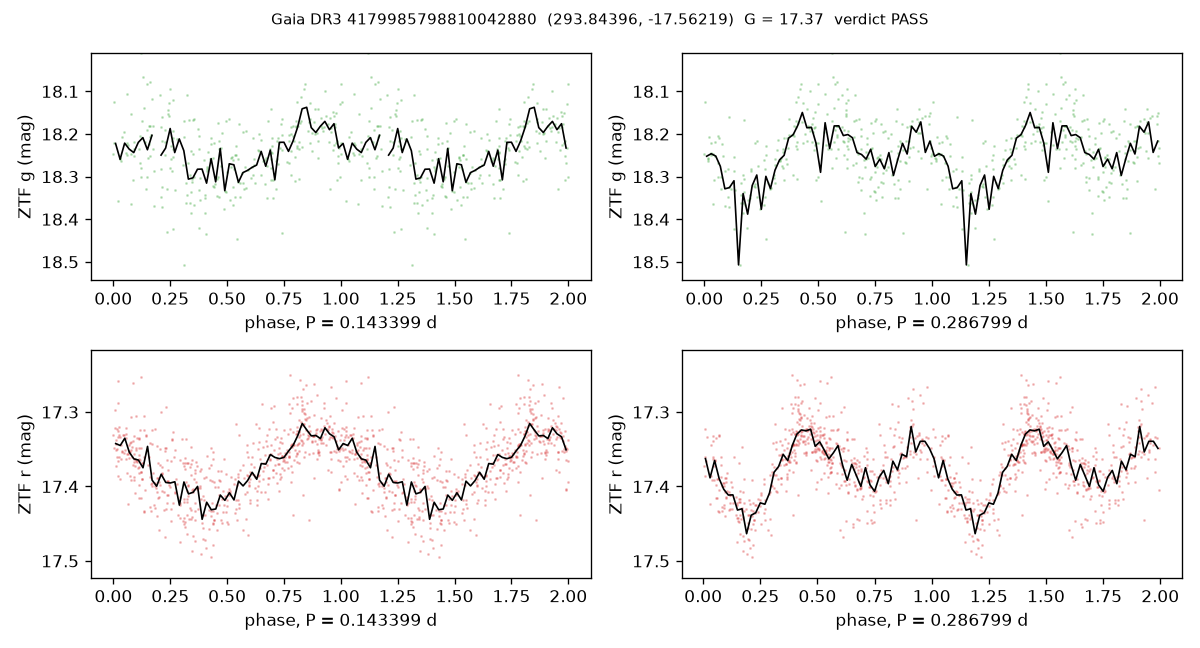 Gaia DR3 4179985798810042880 (293.84396, -17.56219) G = 17.37 verdict PASS
ZTF g (mag)
18.1
18.2
18.3
18.4
18.5
0.00 0.25 0.50 0.75 1.00 1.25 1.50 1.75 2.00
phase, P = 0.143399 d
ZTF g (mag)
18.1
18.2
18.3
18.4
18.5
0.00 0.25 0.50 0.75 1.00 1.25 1.50 1.75 2.00
phase, P = 0.286799 d
ZTF r (mag)
17.3
17.4
17.5
0.00 0.25 0.50 0.75 1.00 1.25 1.50 1.75 2.00
phase, P = 0.143399 d
ZTF r (mag)
17.3
17.4
17.5
0.00 0.25 0.50 0.75 1.00 1.25 1.50 1.75 2.00
phase, P = 0.286799 d